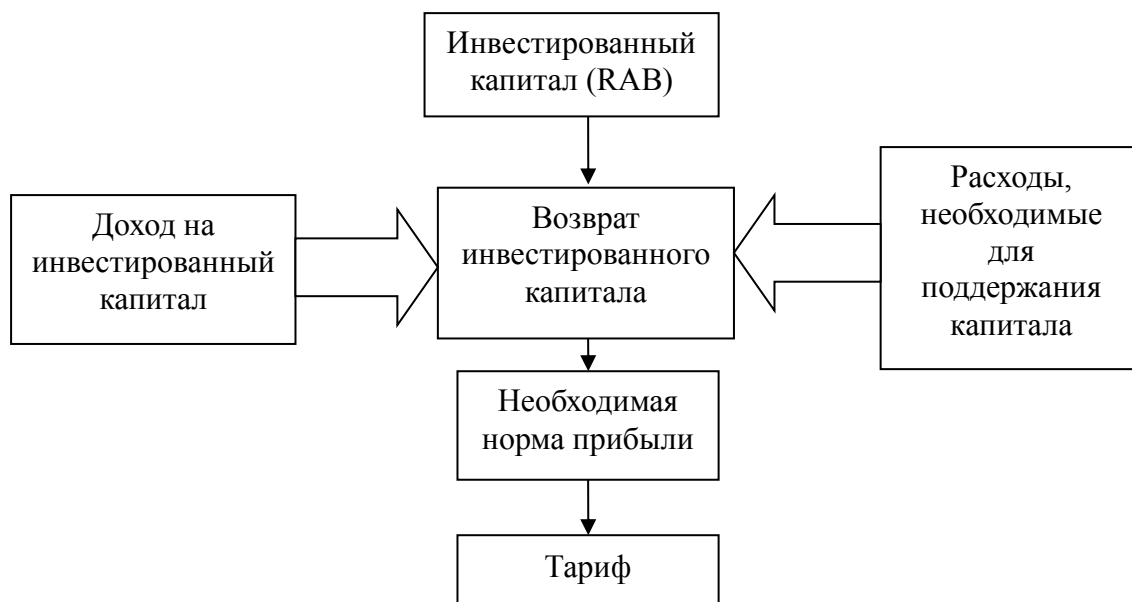 Инвестированный
капитал (RAB)
Доход на
инвестированный
капитал
Возврат
инвестированного
капитала
Расходы,
необходимые
для
поддержания
капитала
Необходимая
норма прибыли
Тариф